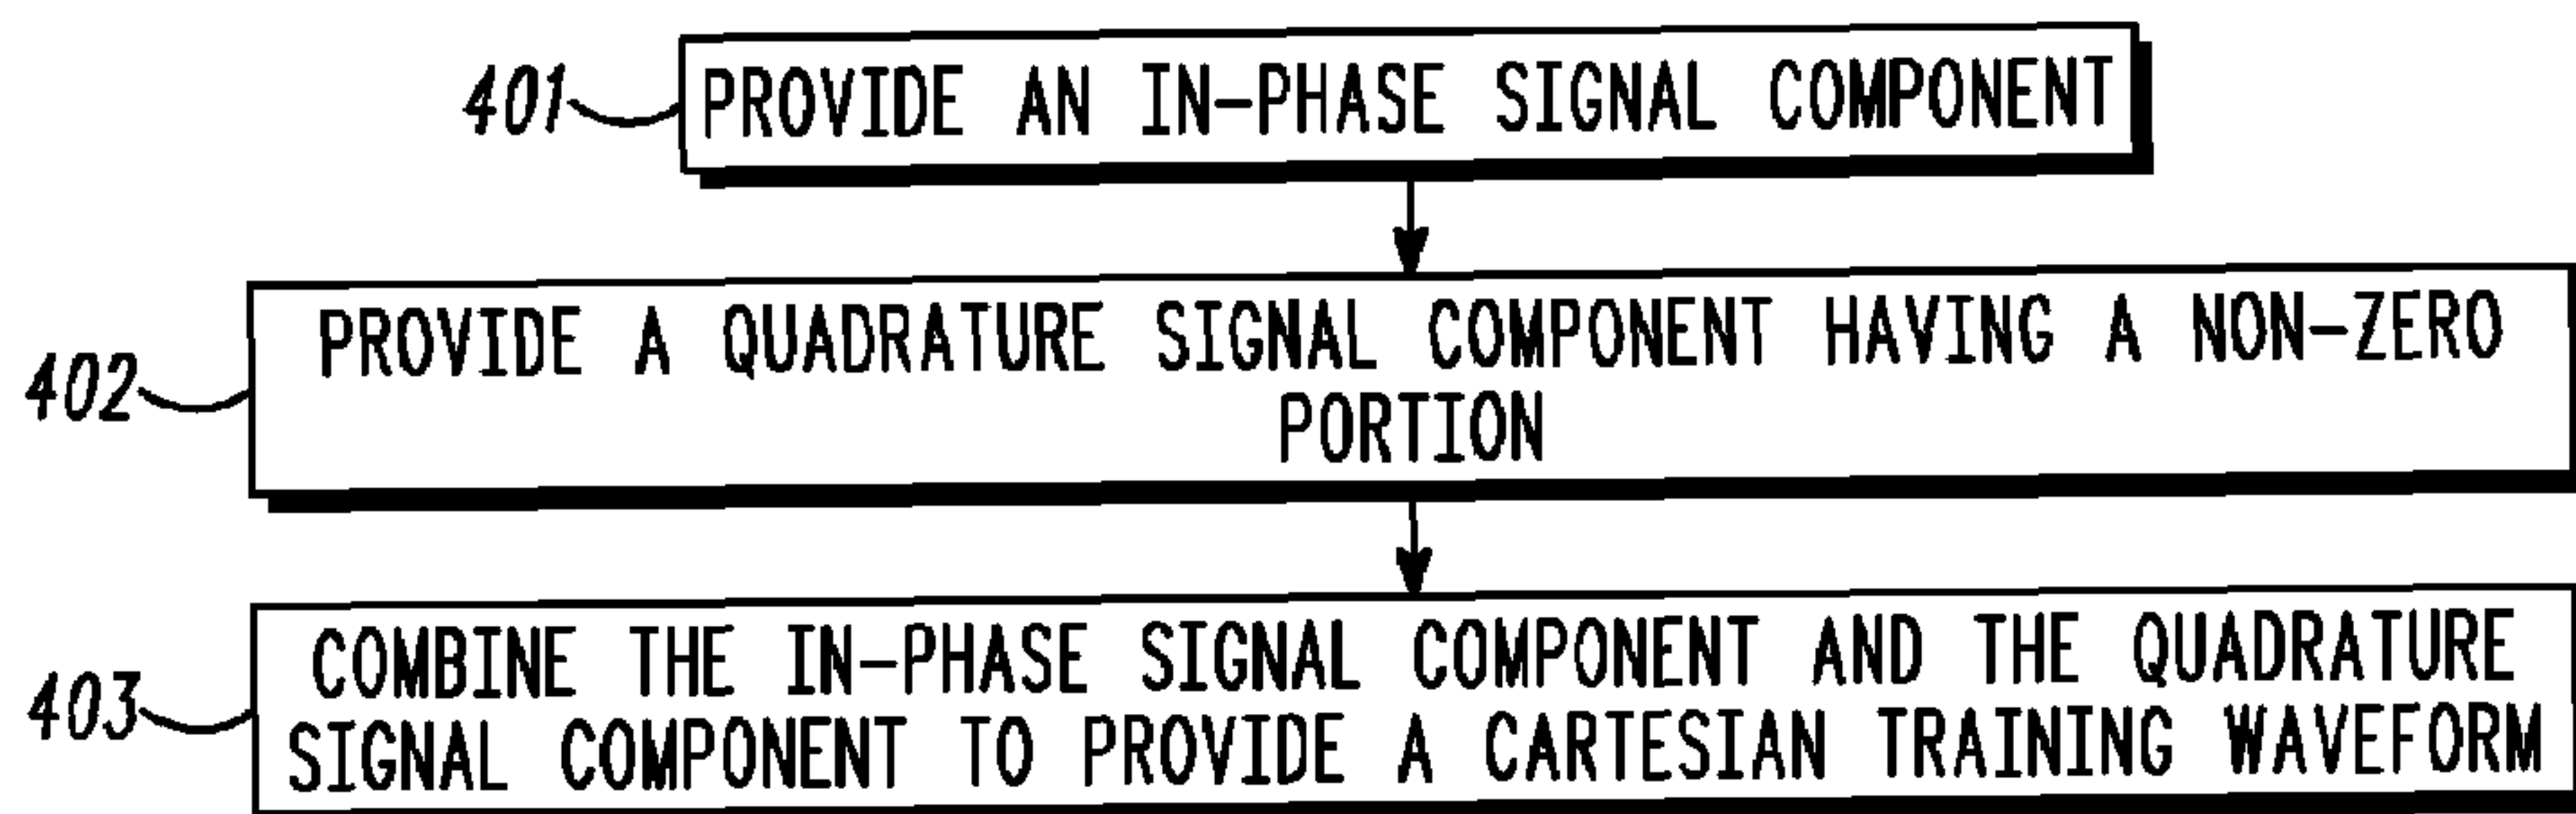 401 PROVIDE AN IN-PHASE SIGNAL COMPONENT
402 PROVIDE A QUADRATURE SIGNAL COMPONENT HAVING A NON-ZERO
PORTION
403 COMBINE THE IN-PHASE SIGNAL COMPONENT AND THE QUADRATURE
SIGNAL COMPONENT TO PROVIDE A CARTESIAN TRAINING WAVEFORM